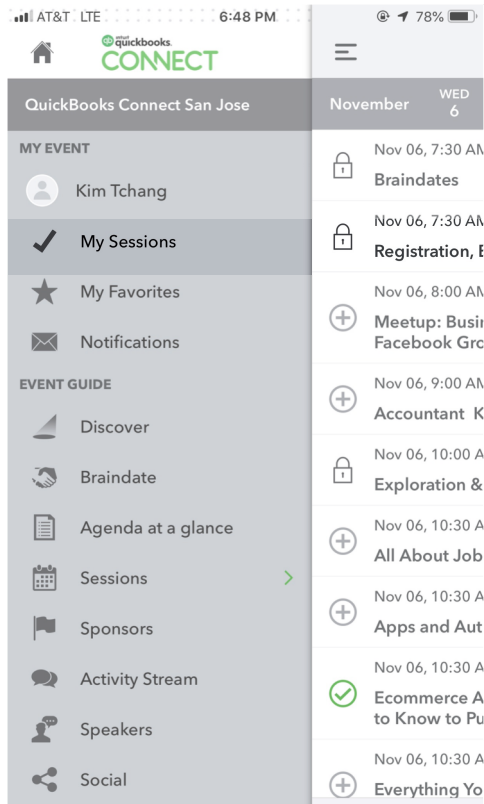 AT&T LTE 6:48 PM 78%
intuit
quickbooks.
CONNECT
QuickBooks Connect San Jose
MY EVENT
Kim Tchang
My Sessions
My Favorites
Notifications
EVENT GUIDE
Discover
Braindate
Agenda at a glance
Sessions
Sponsors
Activity Stream
Speakers
Social
November WED
6
Nov 06, 7:30 AM
Braindates
Nov 06, 7:30 AM
Registration, E
Nov 06, 8:00 AM
Meetup: Busin
Facebook Gro
Nov 06, 9:00 AM
Accountant K
Nov 06, 10:00 A
Exploration &
Nov 06, 10:30 A
All About Job
Nov 06, 10:30 A
Apps and Aut
Nov 06, 10:30 A
Ecommerce A
to Know to Pu
Nov 06, 10:30 A
Everything Yo